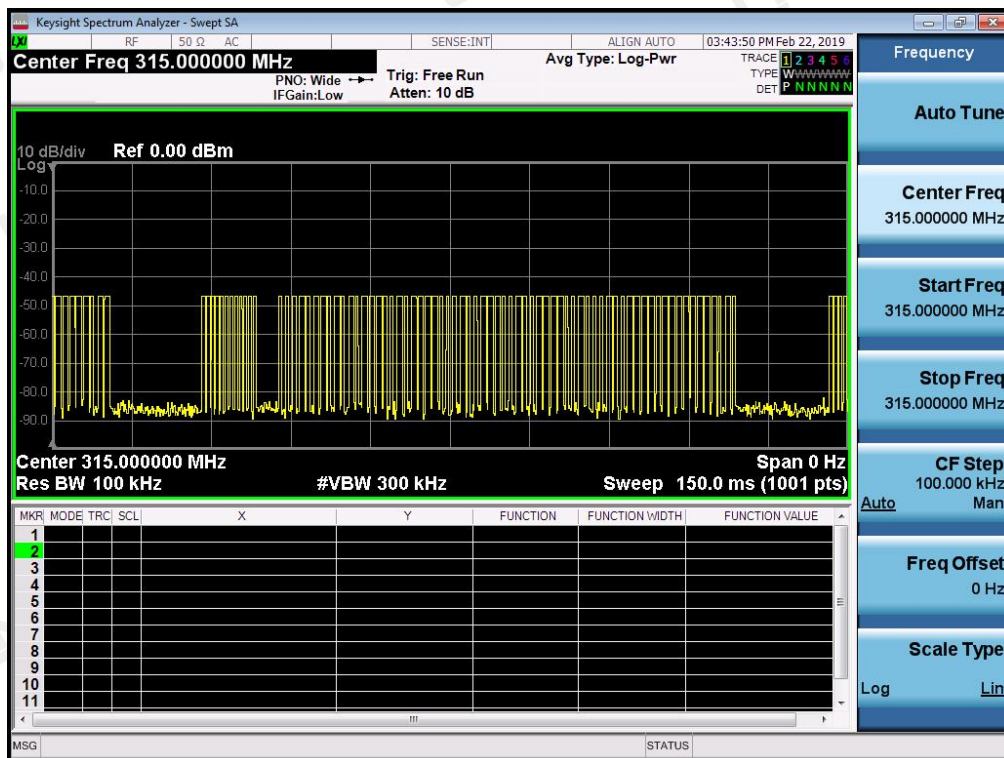 Keysight Spectrum Analyzer - Swept SA
LXI RF 50 Ω AC SENSE:INT ALIGN AUTO 03:43:50 PM Feb 22, 2019
Center Freq 315.000000 MHz
PNO: Wide
IFGain:Low
Trig: Free Run
Atten: 10 dB
Avg Type: Log-Pwr
TRACE 1 2 3 4 5 6
TYPE WWWWWW
DET P N N N N N
10 dB/div Ref 0.00 dBm
Log
-10.0
-20.0
-30.0
-40.0
-50.0
-60.0
-70.0
-80.0
-90.0
Center 315.000000 MHz Span 0 Hz
Res BW 100 kHz #VBW 300 kHz Sweep 150.0 ms (1001 pts)
MKR MODE TRC SCL X Y FUNCTION FUNCTION WIDTH FUNCTION VALUE
1
2
3
4
5
6
7
8
9
10
11
MSG STATUS
Frequency
Auto Tune
Center Freq
315.000000 MHz
Start Freq
315.000000 MHz
Stop Freq
315.000000 MHz
CF Step
100.000 kHz
Auto Man
Freq Offset
0 Hz
Scale Type
Log Lin